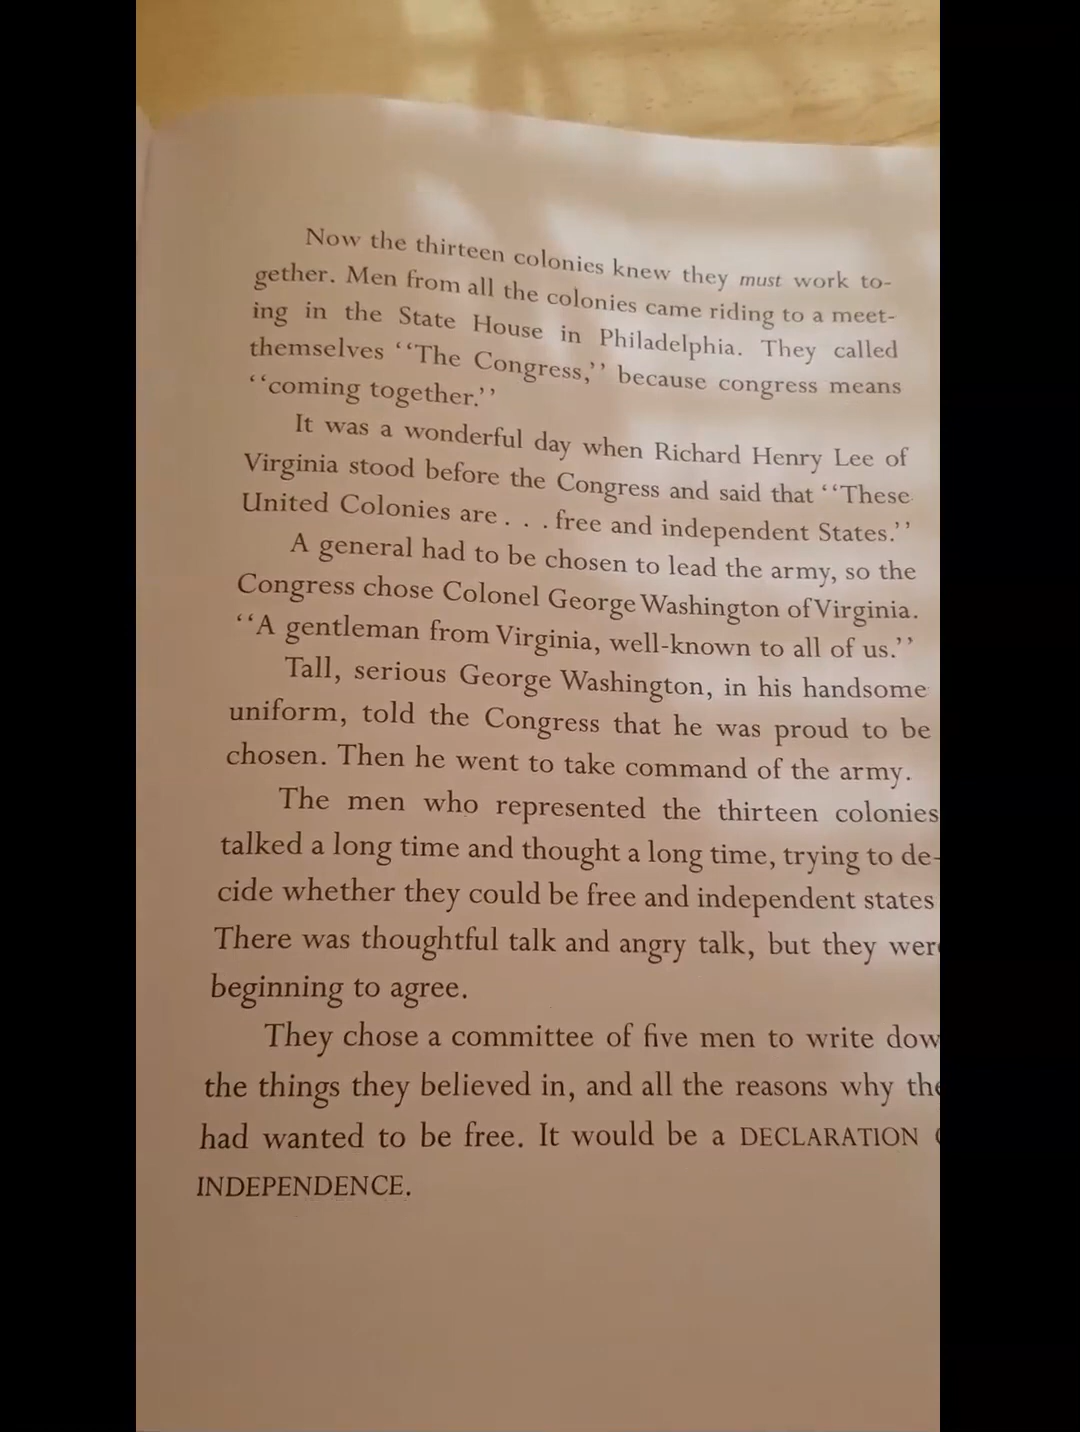 Now the thirteen colonies knew they must work to-
gether. Men from all the colonies came riding to a meet-
ing in the State House in Philadelphia. They called
themselves ‘‘The Congress,’’ because congress means
‘‘coming together.’’
It was a wonderful day when Richard Henry Lee of
Virginia stood before the Congress and said that ‘‘These
United Colonies are . . . free and independent States.’’
A general had to be chosen to lead the army, so the
Congress chose Colonel George Washington of Virginia.
‘‘A gentleman from Virginia, well-known to all of us.’’
Tall, serious George Washington, in his handsome
uniform, told the Congress that he was proud to be
chosen. Then he went to take command of the army.
The men who represented the thirteen colonies
talked a long time and thought a long time, trying to de-
cide whether they could be free and independent states
There was thoughtful talk and angry talk, but they were
beginning to agree.
They chose a committee of five men to write dow
the things they believed in, and all the reasons why the
had wanted to be free. It would be a DECLARATION
INDEPENDENCE.